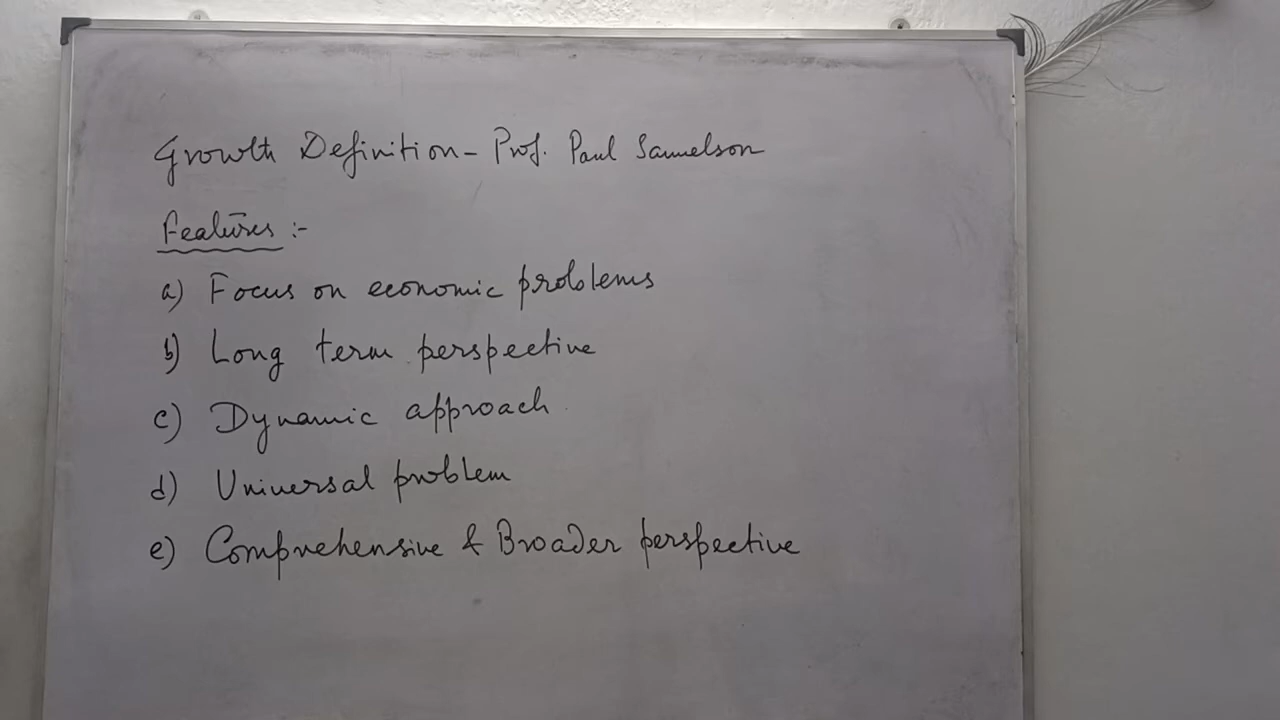 Growth Definition - Prof. Paul Samuelson
Features :-
a) Focus on economic problems
b) Long term perspective
c) Dynamic approach
d) Universal problem
e) Comprehensive & Broader perspective